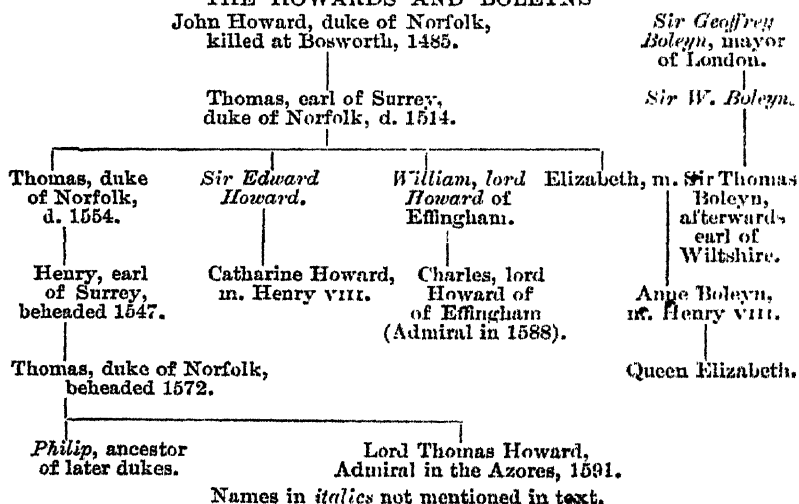 THE HOWARDS AND BOLEYNS
John Howard, duke of Norfolk,
killed at Bosworth, 1485.
Sir Geoffrey
Boleyn, mayor
of London.
Thomas, earl of Surrey,
duke of Norfolk, d. 1514.
Sir W. Boleyn.
Thomas, duke
of Norfolk,
d. 1554.
Sir Edward
Howard.
William, lord
Howard of
Effingham.
Elizabeth, m. Sir Thomas
Boleyn,
afterwards
earl of
Wiltshire.
Henry, earl
of Surrey,
beheaded 1547.
Catharine Howard,
m. Henry VIII.
Charles, lord
Howard of
of Effingham
(Admiral in 1588).
Anne Boleyn,
m. Henry VIII.
Thomas, duke of Norfolk,
beheaded 1572.
Queen Elizabeth.
Philip, ancestor
of later dukes.
Lord Thomas Howard,
Admiral in the Azores, 1591.
Names in italics not mentioned in text.